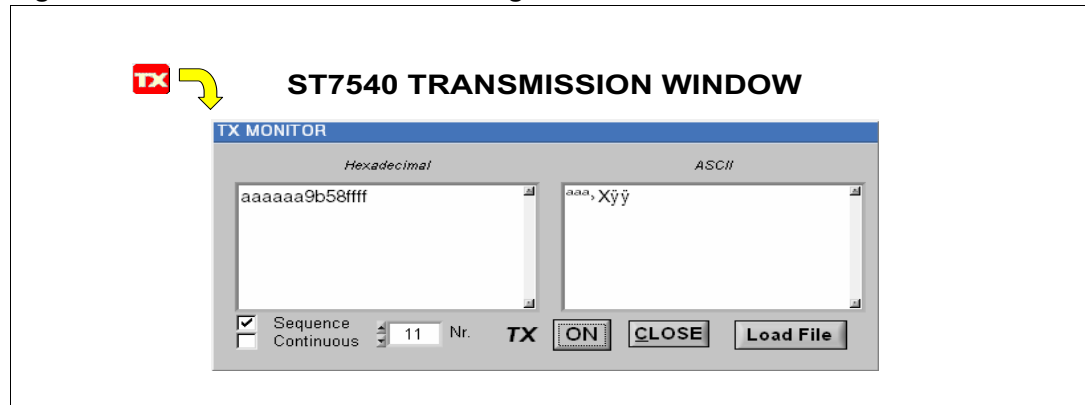 TX
ST7540 TRANSMISSION WINDOW
TX MONITOR
Hexadecimal ASCII
aaaaaa9b58ffff ªªª›Xÿÿ
Sequence
Continuous 11 Nr. TX ON CLOSE Load File